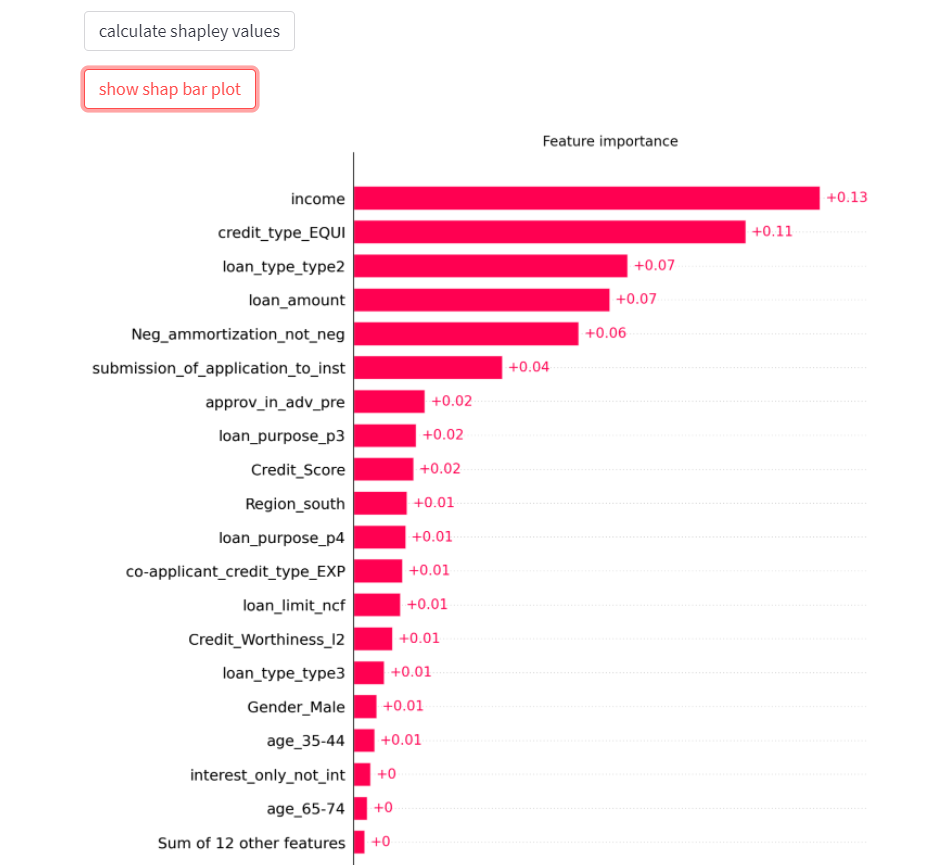 calculate shapley values
show shap bar plot
Feature importance
income +0.13
credit_type_EQUI +0.11
loan_type_type2 +0.07
loan_amount +0.07
Neg_ammortization_not_neg +0.06
submission_of_application_to_inst +0.04
approv_in_adv_pre +0.02
loan_purpose_p3 +0.02
Credit_Score +0.02
Region_south +0.01
loan_purpose_p4 +0.01
co-applicant_credit_type_EXP +0.01
loan_limit_ncf +0.01
Credit_Worthiness_l2 +0.01
loan_type_type3 +0.01
Gender_Male +0.01
age_35-44 +0.01
interest_only_not_int +0
age_65-74 +0
Sum of 12 other features +0